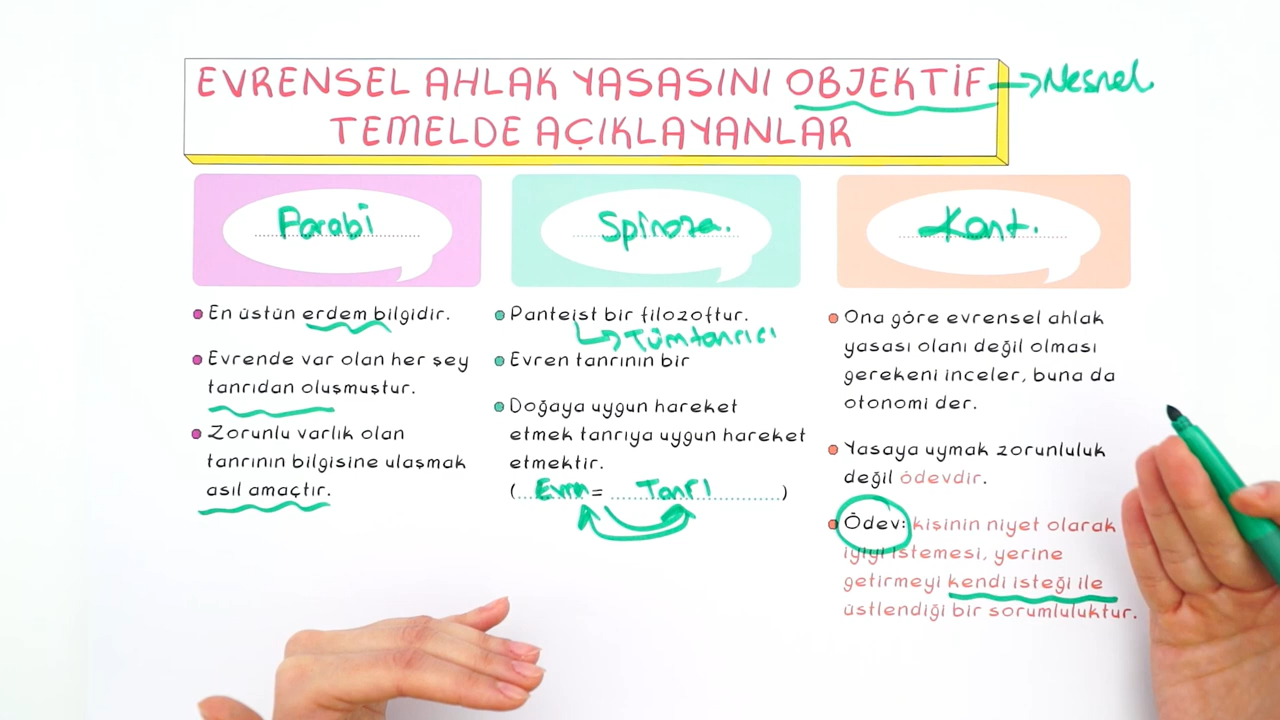 EVRENSEL AHLAK YASASINI OBJEKTİF → Nesnel
TEMELDE AÇIKLAYANLAR
Farabi
En üstün erdem bilgidir.
Evrende var olan her şey
tanrıdan oluşmuştur.
Zorunlu varlık olan
tanrının bilgisine ulaşmak
asıl amaçtır.
Spinoza.
Panteist bir filozoftur.
Tümtanrıcı
Evren tanrının bir
Doğaya uygun hareket
etmek tanrıya uygun hareket
etmektir.
(Evren = Tanrı)
Kant.
Ona göre evrensel ahlak
yasası olanı değil olması
gerekeni inceler, buna da
otonomi der.
Yasaya uymak zorunluluk
değil ödevdir.
Ödev: kişinin niyet olarak
iyiyi istemesi, yerine
getirmeyi kendi isteği ile
üstlendiği bir sorumluluktur.